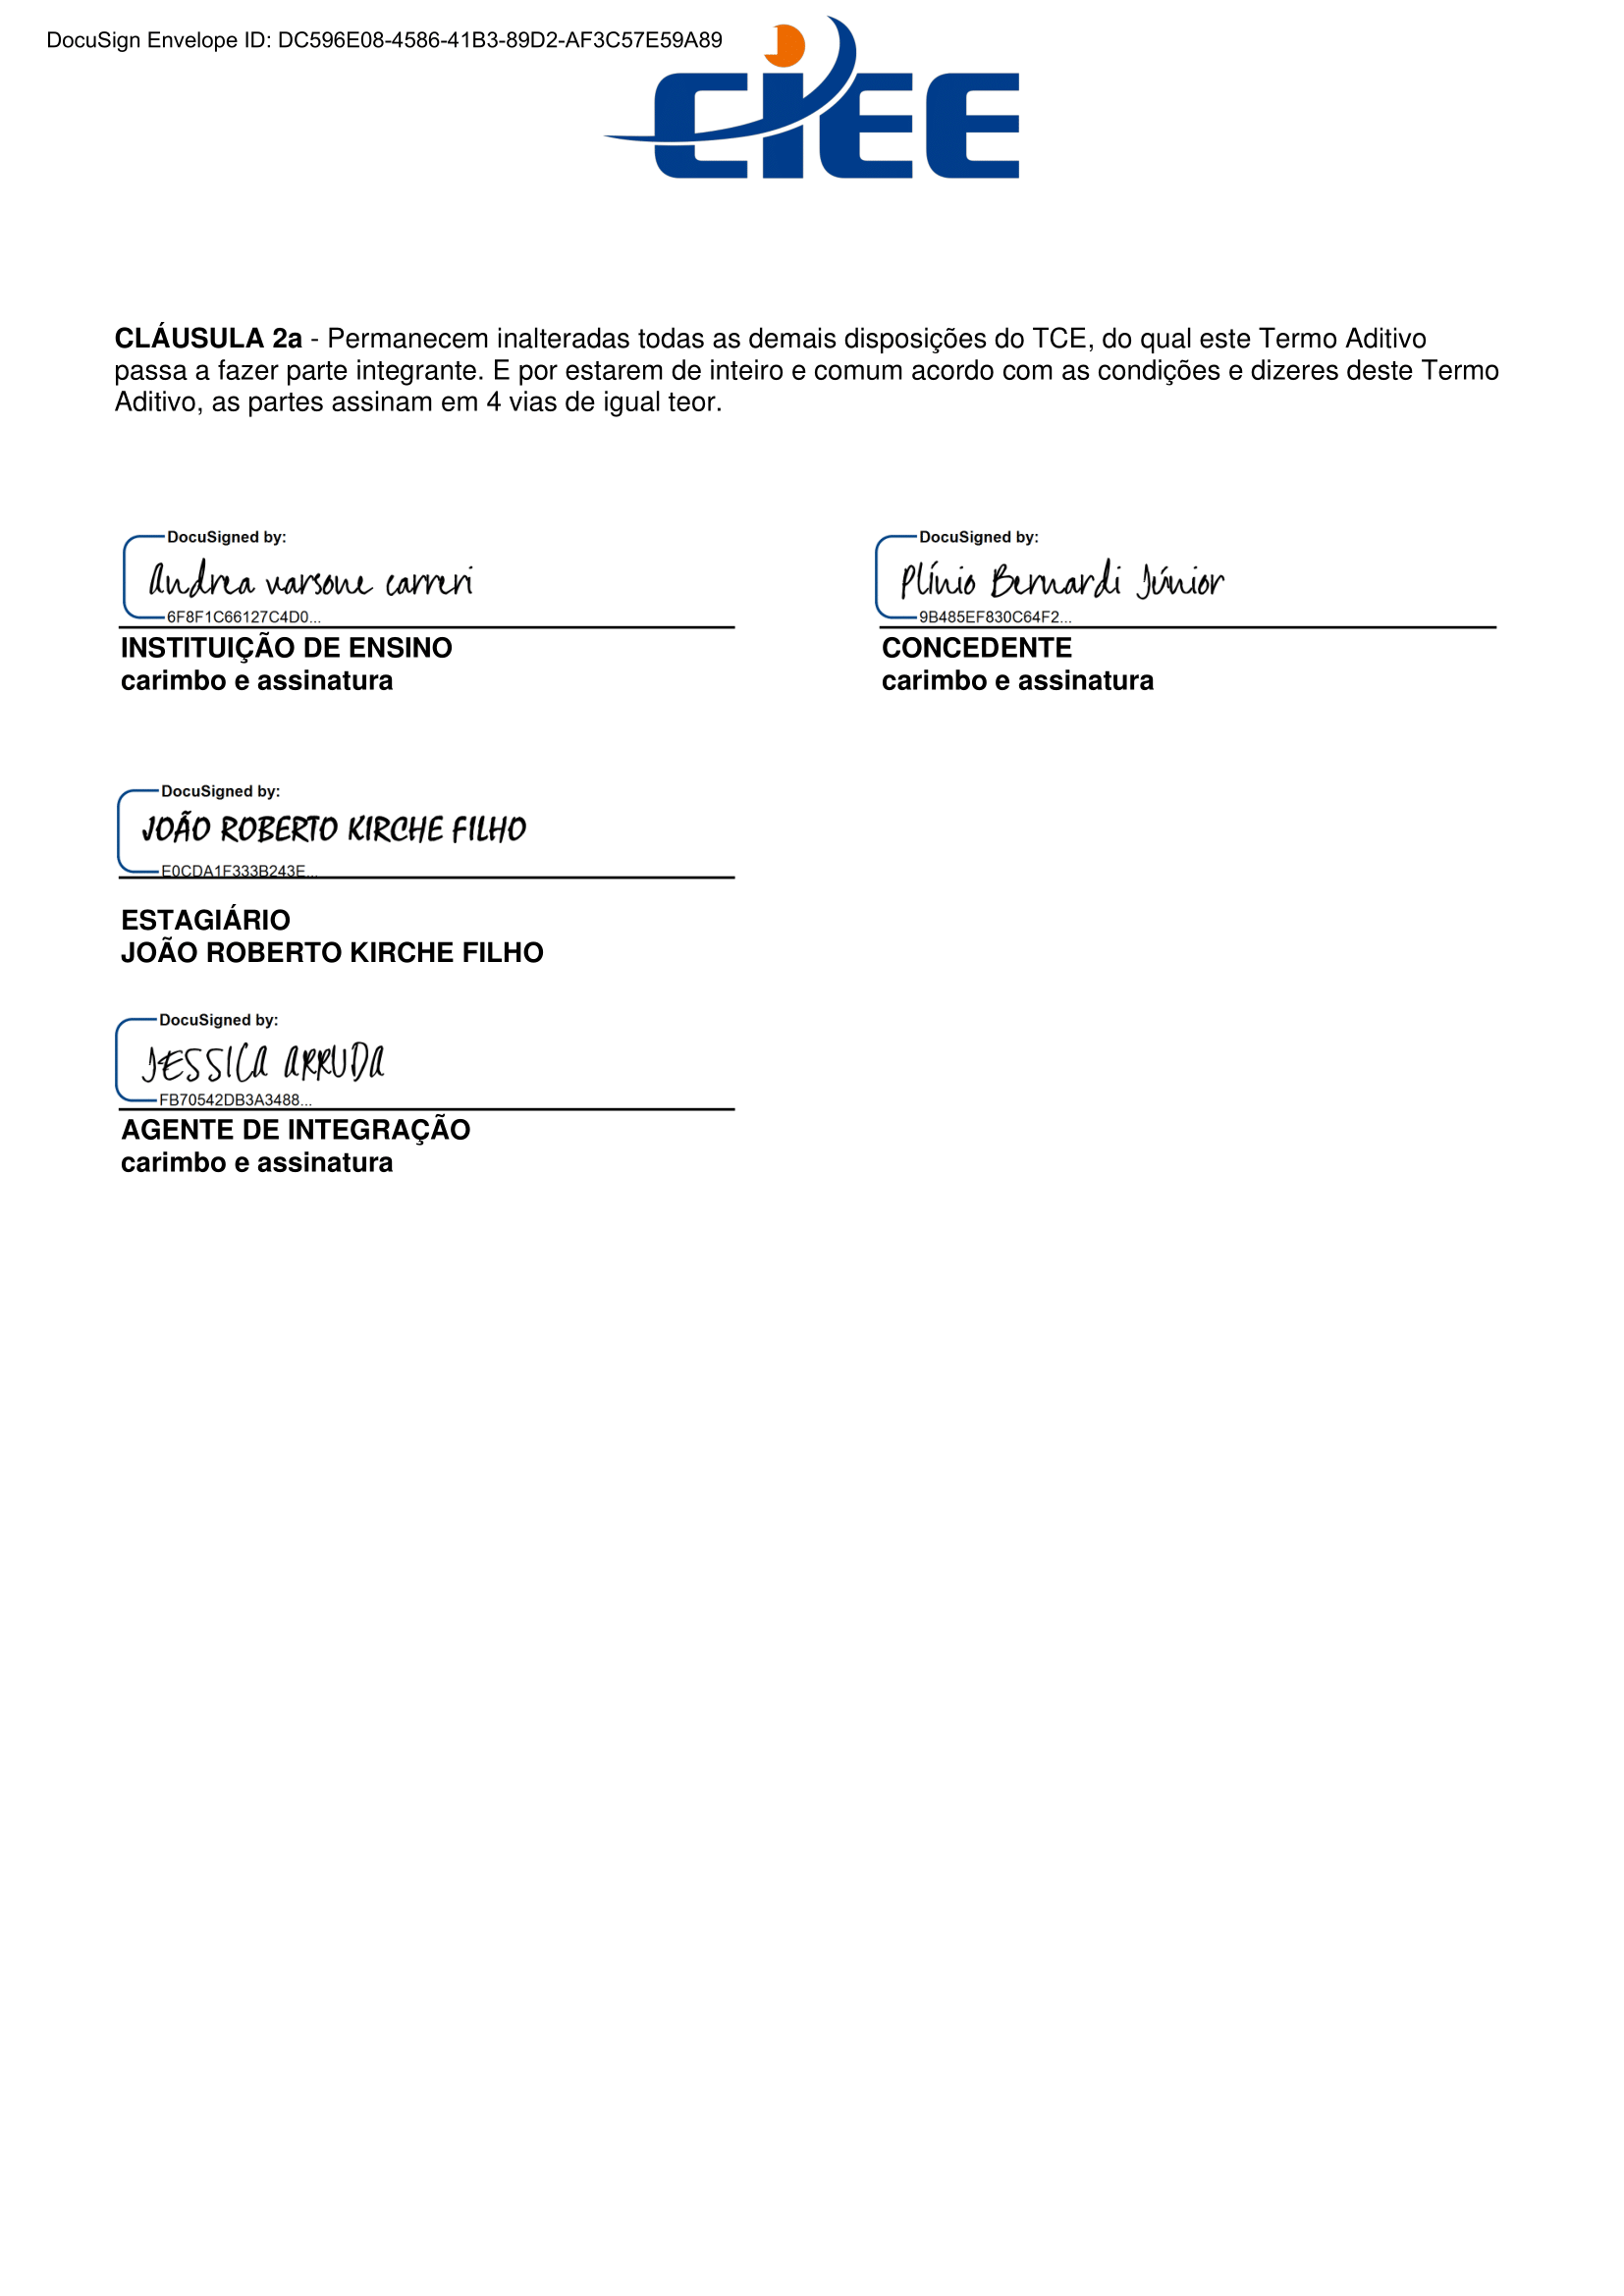 DocuSign Envelope ID: DC596E08-4586-41B3-89D2-AF3C57E59A89
CIEE
CLÁUSULA 2a - Permanecem inalteradas todas as demais disposições do TCE, do qual este Termo Aditivo
passa a fazer parte integrante. E por estarem de inteiro e comum acordo com as condições e dizeres deste Termo
Aditivo, as partes assinam em 4 vias de igual teor.
DocuSigned by:
Andrea varsone carreri
6F8F1C66127C4D0...
INSTITUIÇÃO DE ENSINO
carimbo e assinatura
DocuSigned by:
Plínio Bernardi Júnior
9B485EF830C64F2...
CONCEDENTE
carimbo e assinatura
DocuSigned by:
JOÃO ROBERTO KIRCHE FILHO
E0CDA1F333B243E...
ESTAGIÁRIO
JOÃO ROBERTO KIRCHE FILHO
DocuSigned by:
JESSICA ARRUDA
FB70542DB3A3488...
AGENTE DE INTEGRAÇÃO
carimbo e assinatura